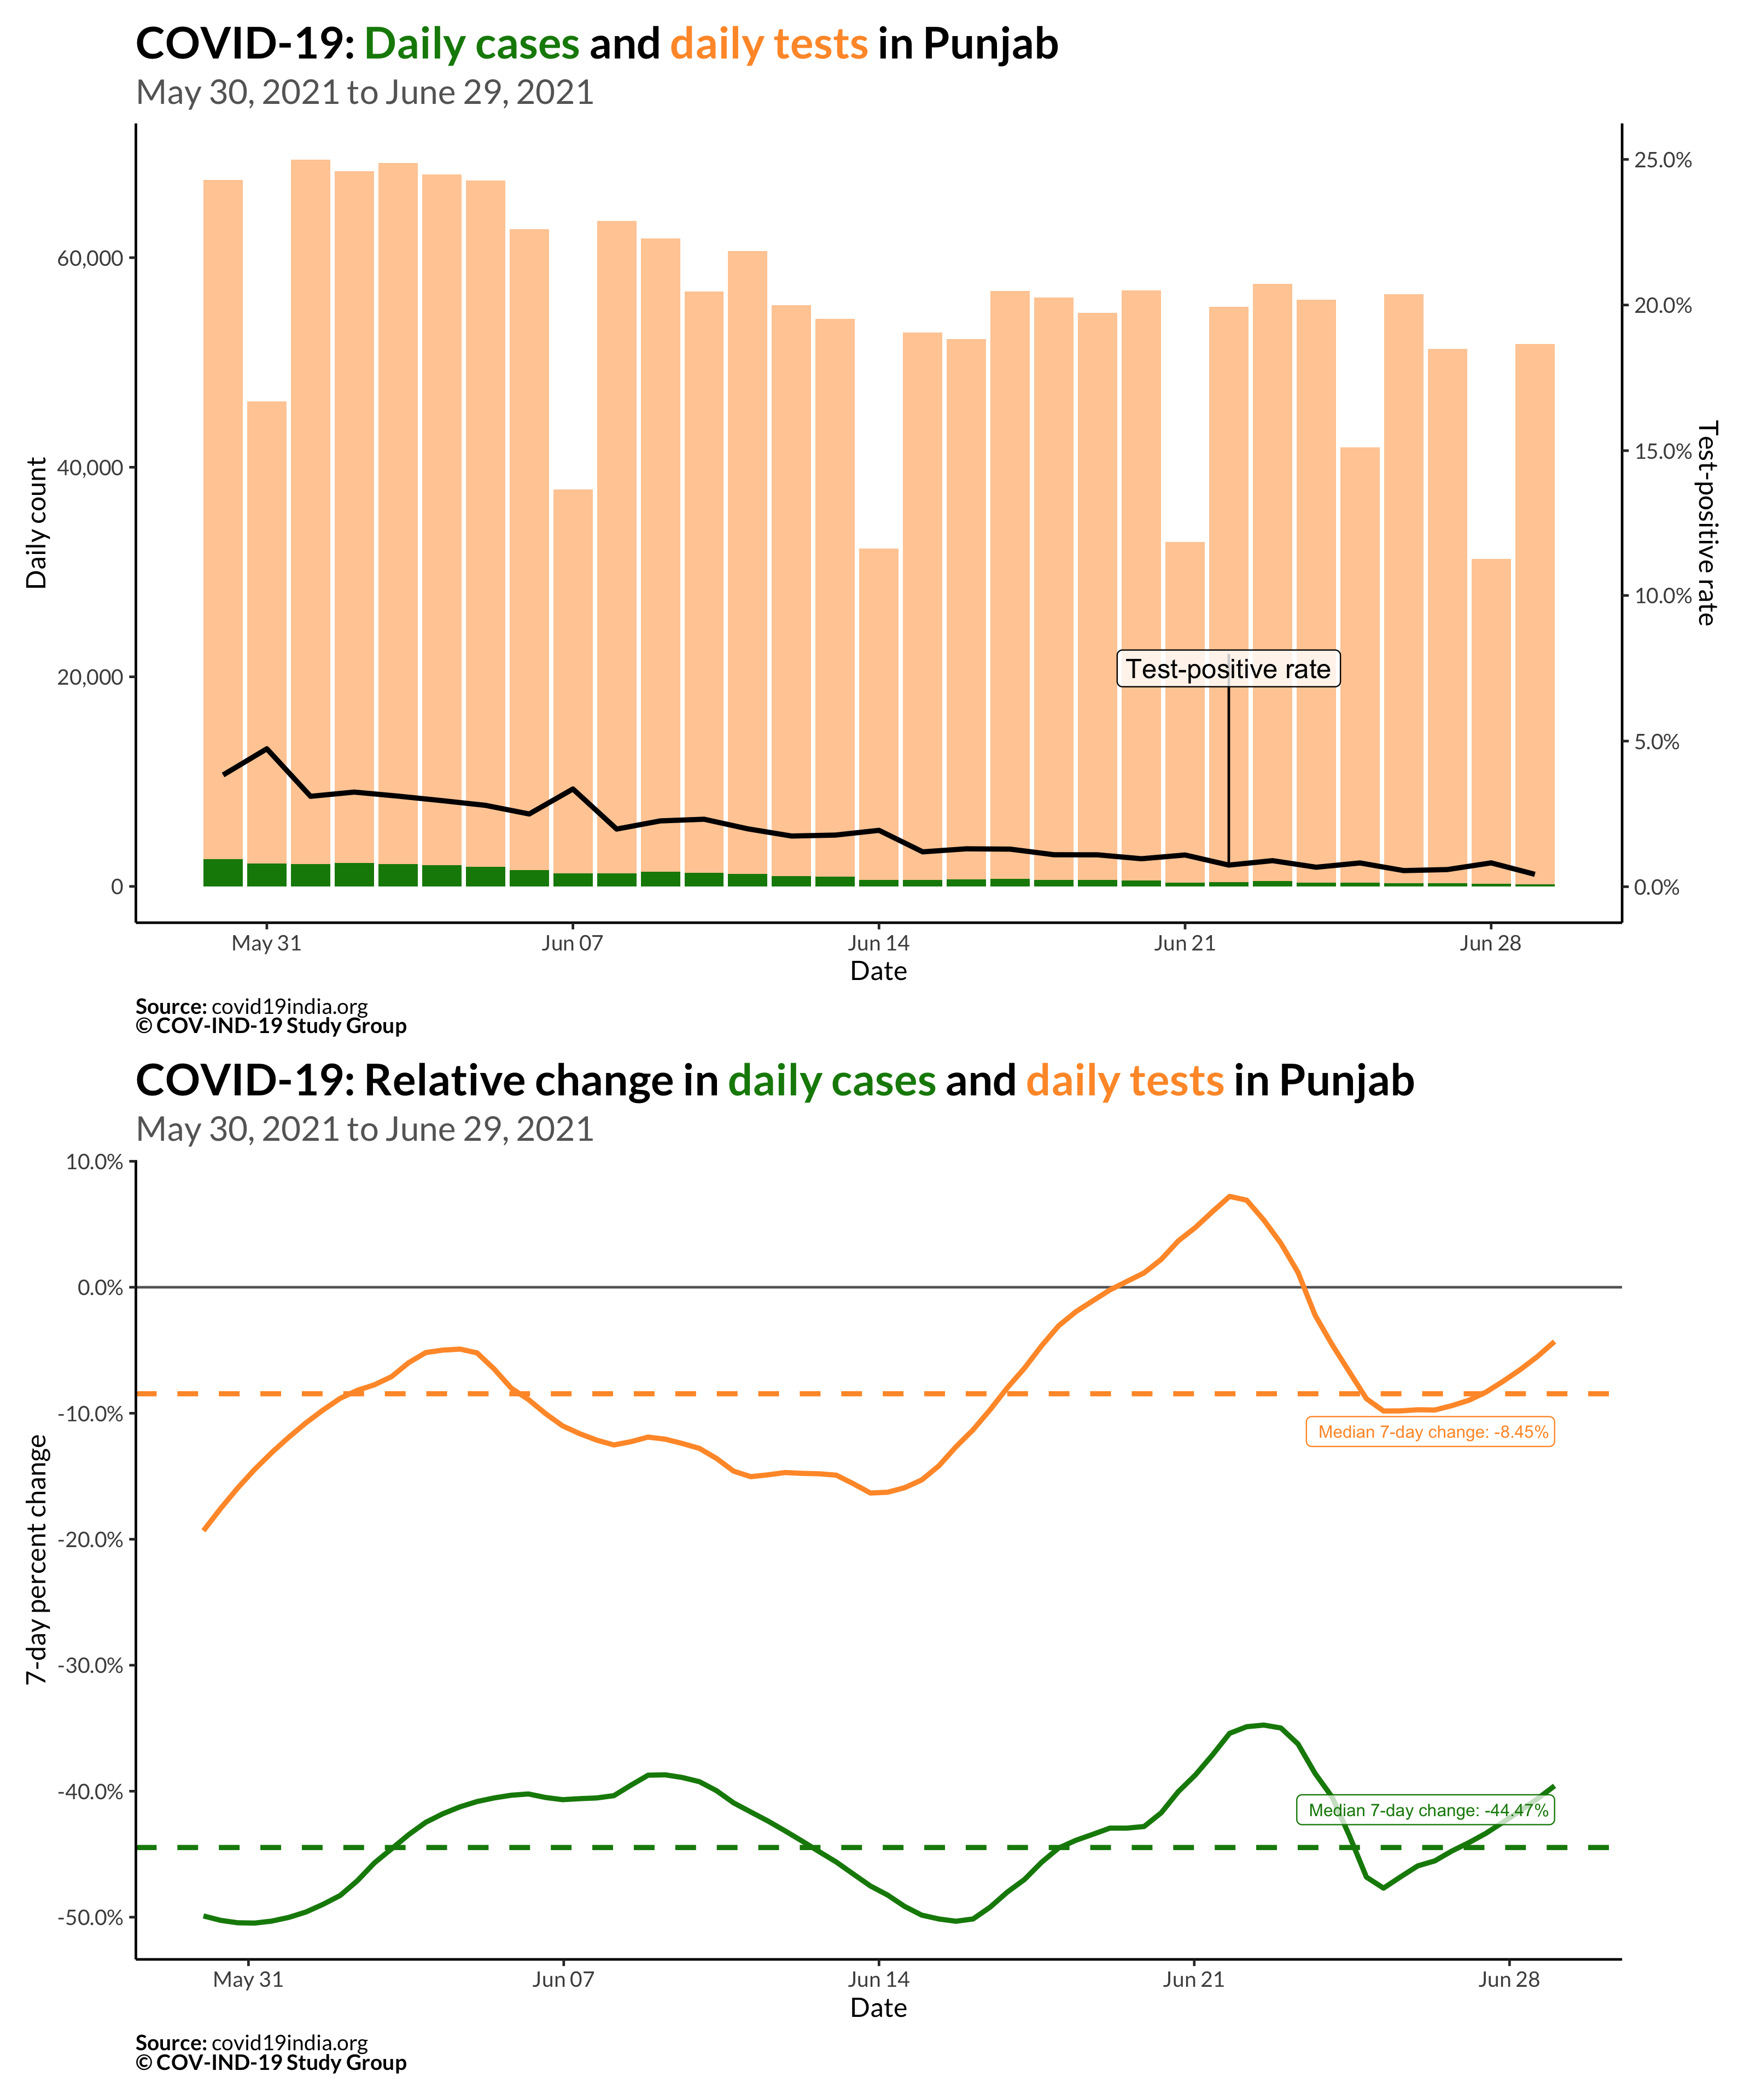 COVID-19: Daily cases and daily tests in Punjab
May 30, 2021 to June 29, 2021
60,000
40,000
20,000
0
Daily count
25.0%
20.0%
15.0%
10.0%
5.0%
0.0%
Test-positive rate
Test-positive rate
May 31
Jun 07
Jun 14
Jun 21
Jun 28
Date
Source: covid19india.org
© COV-IND-19 Study Group
COVID-19: Relative change in daily cases and daily tests in Punjab
May 30, 2021 to June 29, 2021
10.0%
0.0%
-10.0%
-20.0%
-30.0%
-40.0%
-50.0%
7-day percent change
Median 7-day change: -8.45%
Median 7-day change: -44.47%
May 31
Jun 07
Jun 14
Jun 21
Jun 28
Date
Source: covid19india.org
© COV-IND-19 Study Group